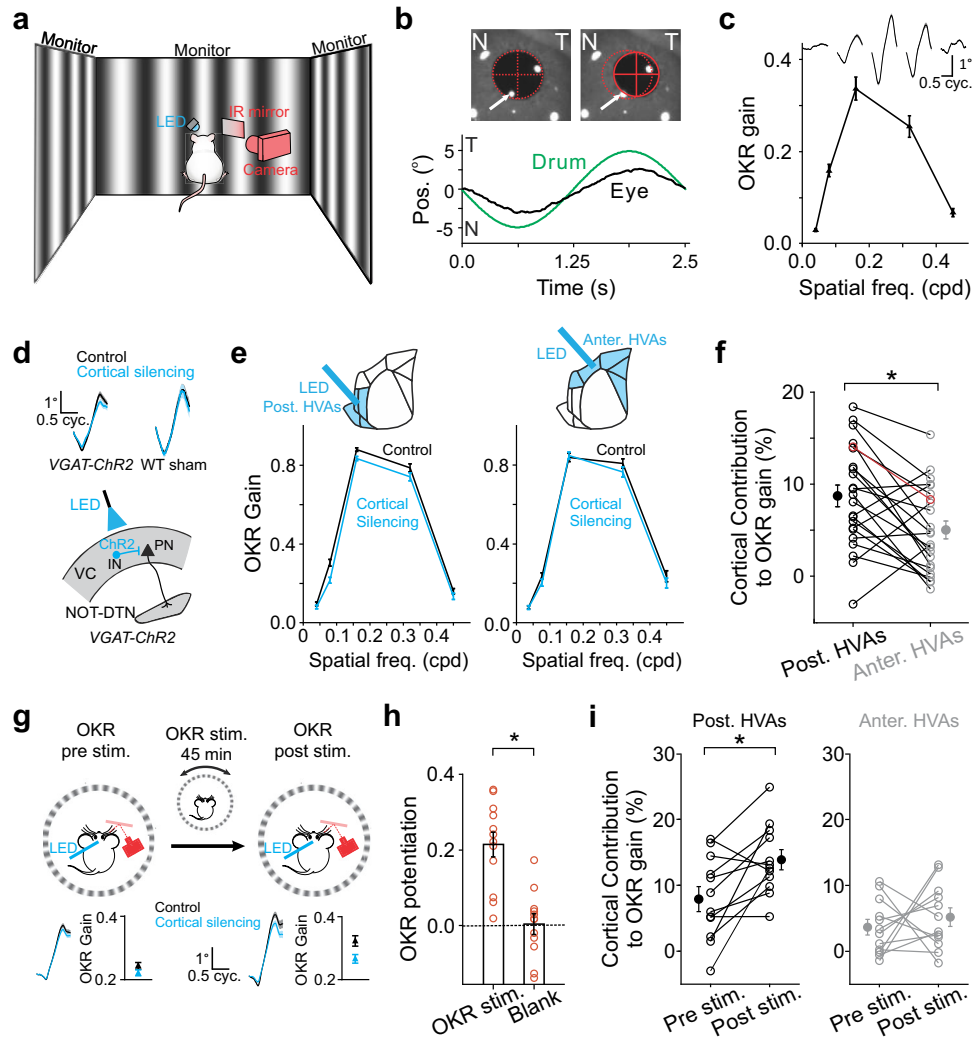 a
Monitor
Monitor
Monitor
LED
IR mirror
Camera
b
N
T
N
T
T
5
0
-5
N
Pos. (°)
Drum
Eye
0.0
1.25
2.5
Time (s)
c
1°
0.5 cyc.
OKR gain
0.4
0.2
0.0
0.0
0.2
0.4
Spatial freq. (cpd)
d
Control
Cortical silencing
1°
0.5 cyc.
VGAT-ChR2
WT sham
LED
ChR2
PN
IN
VC
NOT-DTN
VGAT-ChR2
e
LED
Post. HVAs
OKR Gain
0.8
0.4
0
Control
Cortical
Silencing
0
0.1
0.2
0.3
0.4
0.5
Spatial freq. (cpd)
Anter. HVAs
LED
0.8
0.4
0
Control
Cortical
Silencing
0
0.1
0.2
0.3
0.4
0.5
Spatial freq. (cpd)
f
*
Cortical Contribution
to OKR gain (%)
20
10
0
Post. HVAs
Anter. HVAs
g
OKR
pre stim.
OKR stim.
45 min
OKR
post stim.
LED
LED
Control
Cortical silencing
OKR Gain
0.4
0.2
1°
0.5 cyc.
OKR Gain
0.4
0.2
h
*
OKR potentiation
0.4
0.2
0.0
OKR stim.
Blank
i
Post. HVAs
*
Cortical Contribution
to OKR gain (%)
30
20
10
0
Pre stim.
Post stim.
Anter. HVAs
30
20
10
0
Pre stim.
Post stim.